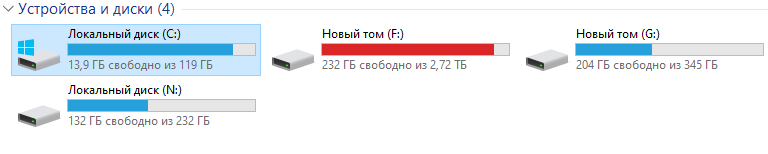 Устройства и диски (4)
Локальный диск (C:)
13,9 ГБ свободно из 119 ГБ
Новый том (F:)
232 ГБ свободно из 2,72 ТБ
Новый том (G:)
204 ГБ свободно из 345 ГБ
Локальный диск (N:)
132 ГБ свободно из 232 ГБ